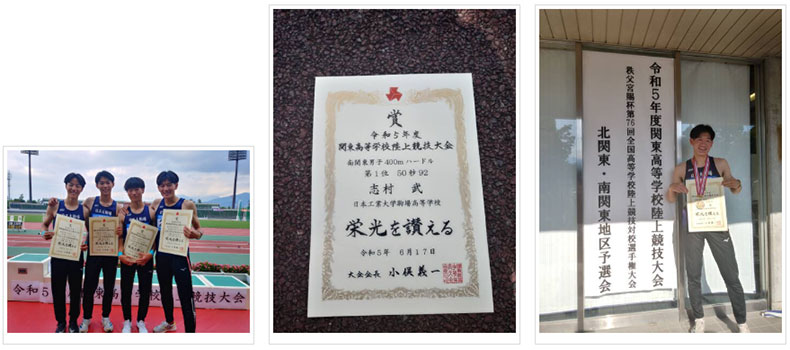 令和5
東高等学
技大会
賞
令和5年度
関東高等学校陸上競技大会
南関東男子400mハードル
第1位 50秒92
志村 武
日本工業大学駒場高等学校
栄光を讃える
令和5年 6月17日
大会会長 小俣義一
令和5年度関東高等学校陸上競技大会
秩父宮賜杯第76回全国高等学校陸上競技対校選手権大会
北関東・南関東地区予選会